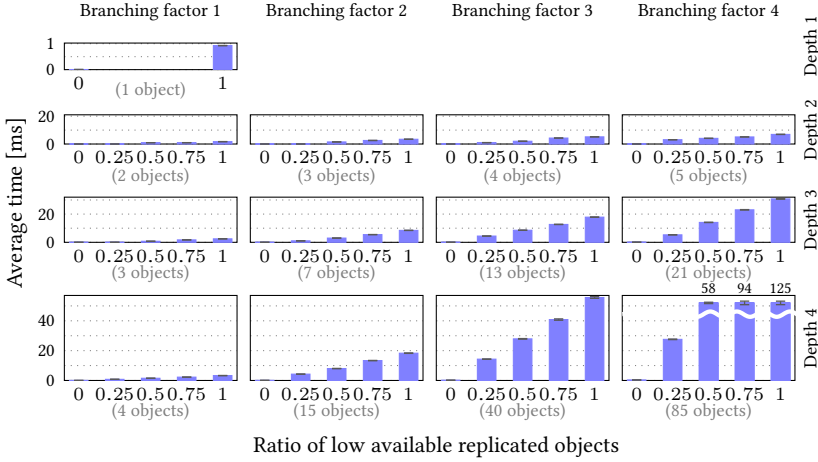 Branching factor 1 Branching factor 2 Branching factor 3 Branching factor 4
Average time [ms]
1
0
0 1
(1 object)
Depth 1
20
0
0 0.25 0.5 0.75 1 0 0.25 0.5 0.75 1 0 0.25 0.5 0.75 1 0 0.25 0.5 0.75 1
(2 objects) (3 objects) (4 objects) (5 objects)
Depth 2
20
0
0 0.25 0.5 0.75 1 0 0.25 0.5 0.75 1 0 0.25 0.5 0.75 1 0 0.25 0.5 0.75 1
(3 objects) (7 objects) (13 objects) (21 objects)
Depth 3
58 94 125
40
20
0
0 0.25 0.5 0.75 1 0 0.25 0.5 0.75 1 0 0.25 0.5 0.75 1 0 0.25 0.5 0.75 1
(4 objects) (15 objects) (40 objects) (85 objects)
Depth 4
Ratio of low available replicated objects